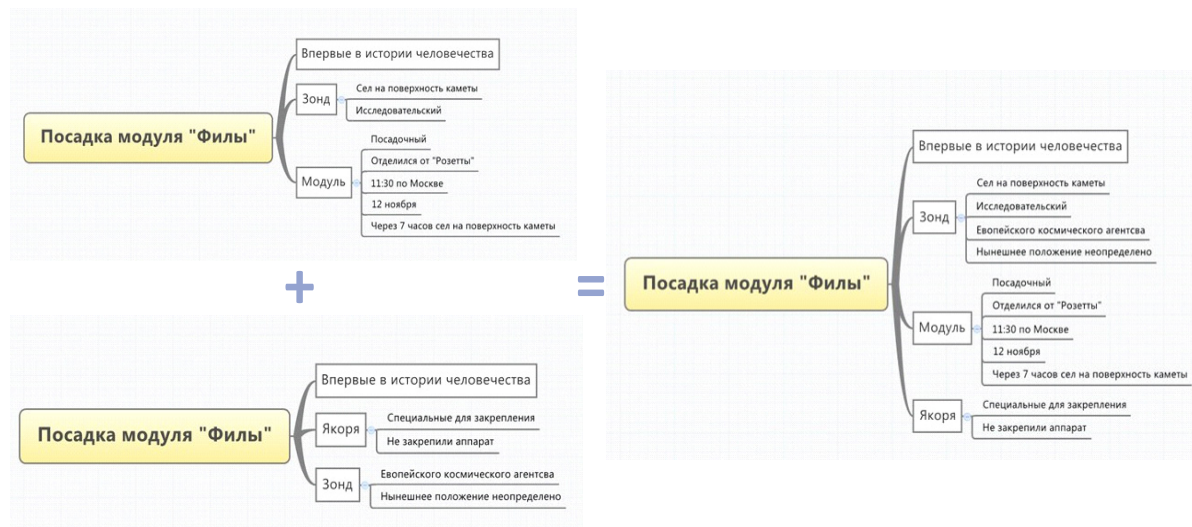 Впервые в истории человечества
Сел на поверхность каметы
Зонд
Исследовательский
Посадка модуля "Филы"
Посадочный
Отделился от "Розетты"
Модуль
11:30 по Москве
12 ноября
Через 7 часов сел на поверхность каметы
+
Впервые в истории человечества
Специальные для закрепления
Якоря
Не закрепили аппарат
Посадка модуля "Филы"
Евопейского космического агентсва
Зонд
Нынешнее положение неопределено
=
Впервые в истории человечества
Сел на поверхность каметы
Исследовательский
Зонд
Евопейского космического агентсва
Нынешнее положение неопределено
Посадка модуля "Филы"
Посадочный
Отделился от "Розетты"
Модуль
11:30 по Москве
12 ноября
Через 7 часов сел на поверхность каметы
Специальные для закрепления
Якоря
Не закрепили аппарат